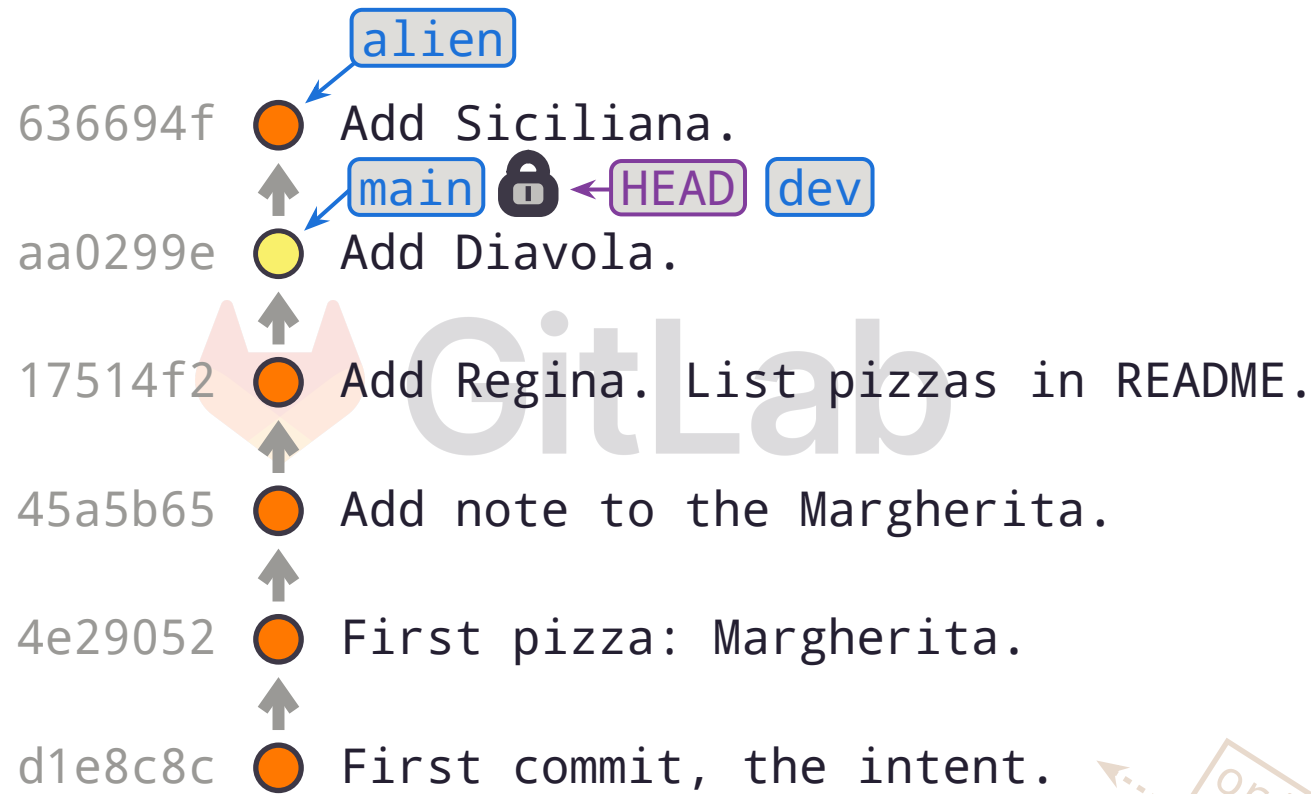 alien
636694f Add Siciliana.
main HEAD dev
aa0299e Add Diavola.
GitLab
17514f2 Add Regina. List pizzas in README.
45a5b65 Add note to the Margherita.
4e29052 First pizza: Margherita.
d1e8c8c First commit, the intent.